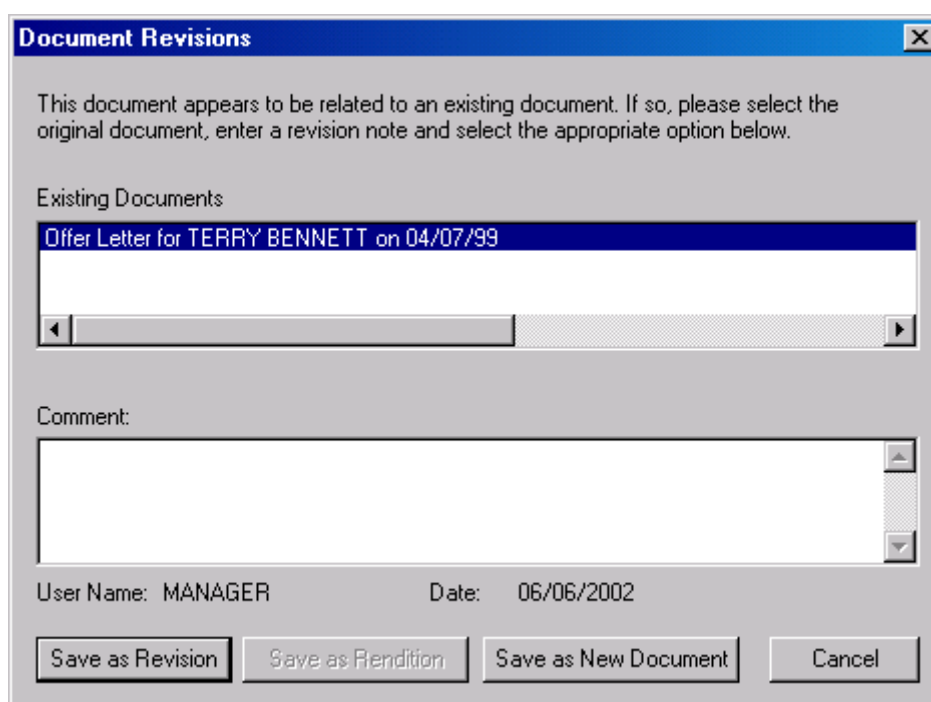 Document Revisions
This document appears to be related to an existing document. If so, please select the
original document, enter a revision note and select the appropriate option below.
Existing Documents
Offer Letter for TERRY BENNETT on 04/07/99
Comment:
User Name: MANAGER Date: 06/06/2002
Save as Revision Save as Rendition Save as New Document Cancel